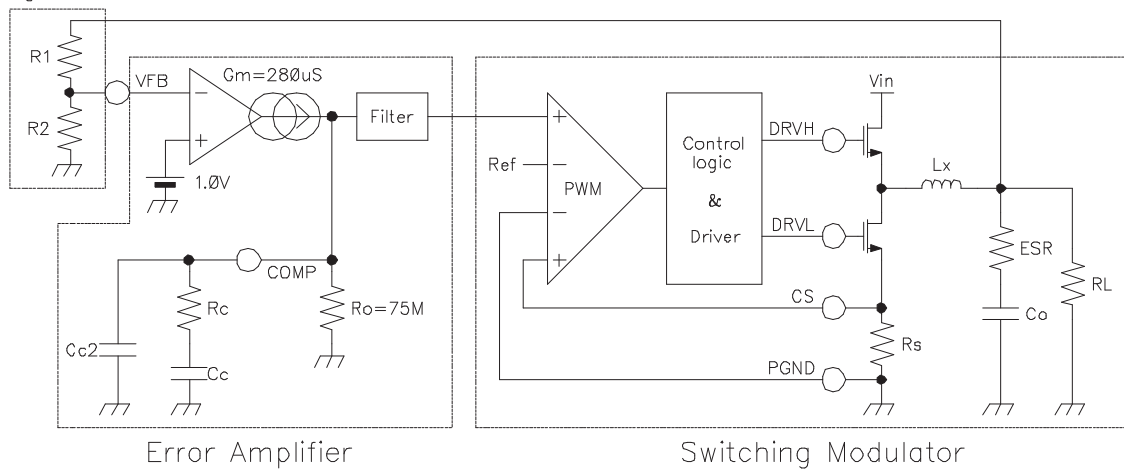 R1
R2
VFB
Gm=280uS
−
+
1.0V
Filter
COMP
Rc
Cc2
Cc
Ro=75M
Error Amplifier
+
Ref
−
PWM
−
+
Control
logic
&
Driver
DRVH
DRVL
CS
PGND
Vin
Lx
ESR
RL
Co
Rs
Switching Modulator